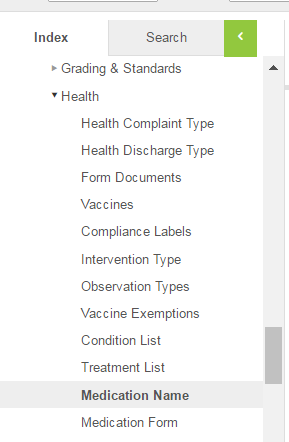 Index
Search
Grading & Standards
Health
Health Complaint Type
Health Discharge Type
Form Documents
Vaccines
Compliance Labels
Intervention Type
Observation Types
Vaccine Exemptions
Condition List
Treatment List
Medication Name
Medication Form